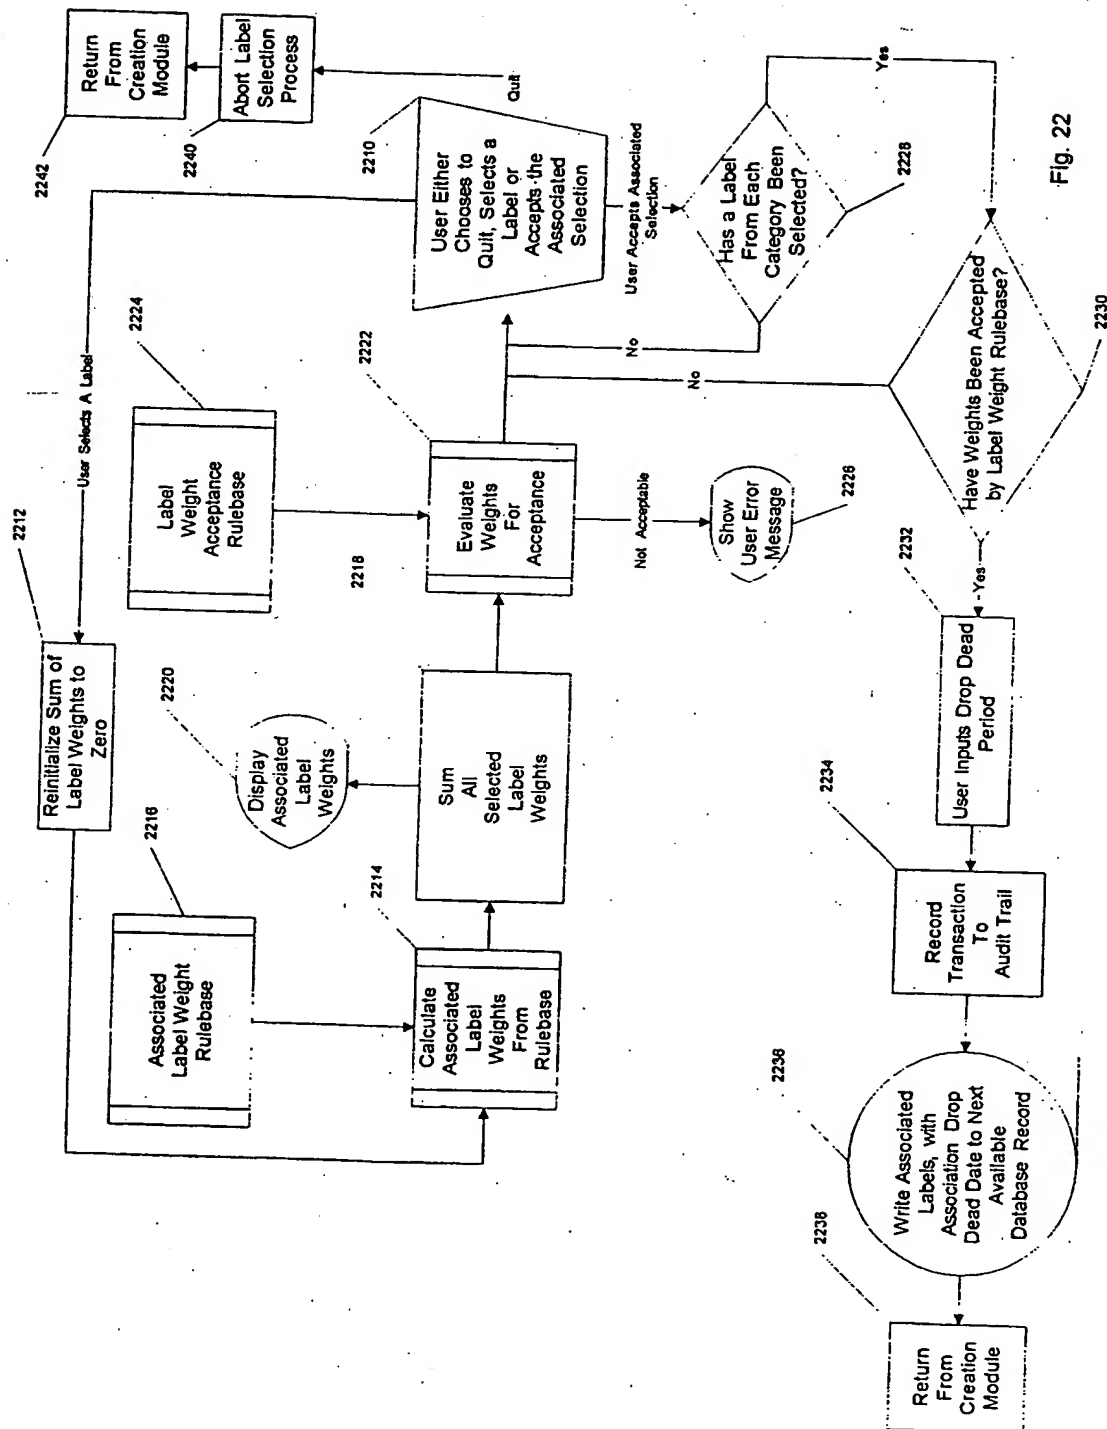 2242
Return
From
Creation
Module
2240
Abort Label
Selection
Process
Quit
2210
User Either
Chooses to
Quit, Selects a
Label or
Accepts the
Associated
Selection
User Selects A Label
2212
Reinitialize Sum of
Label Weights to
Zero
2216
Associated
Label Weight
Rulebase
2214
Calculate
Associated
Label
Weights
From
Rulebase
2220
Display
Associated
Label
Weights
Sum
All
Selected
Label
Weights
2218
2224
Label
Weight
Acceptance
Rulebase
2222
Evaluate
Weights
For
Acceptance
Not Acceptable
Show
User Error
Message
2226
User Accepts Associated
Selection
Has a Label
From Each
Category Been
Selected?
2228
No
Yes
No
Have Weights Been Accepted
by Label Weight Rulebase?
2230
Yes
2232
User Inputs Drop Dead
Period
2234
Record
Transaction
To
Audit Trail
2236
Write Associated
Labels, with
Association Drop
Dead Date to Next
Available
Database Record
2238
Return
From
Creation
Module
Fig. 22